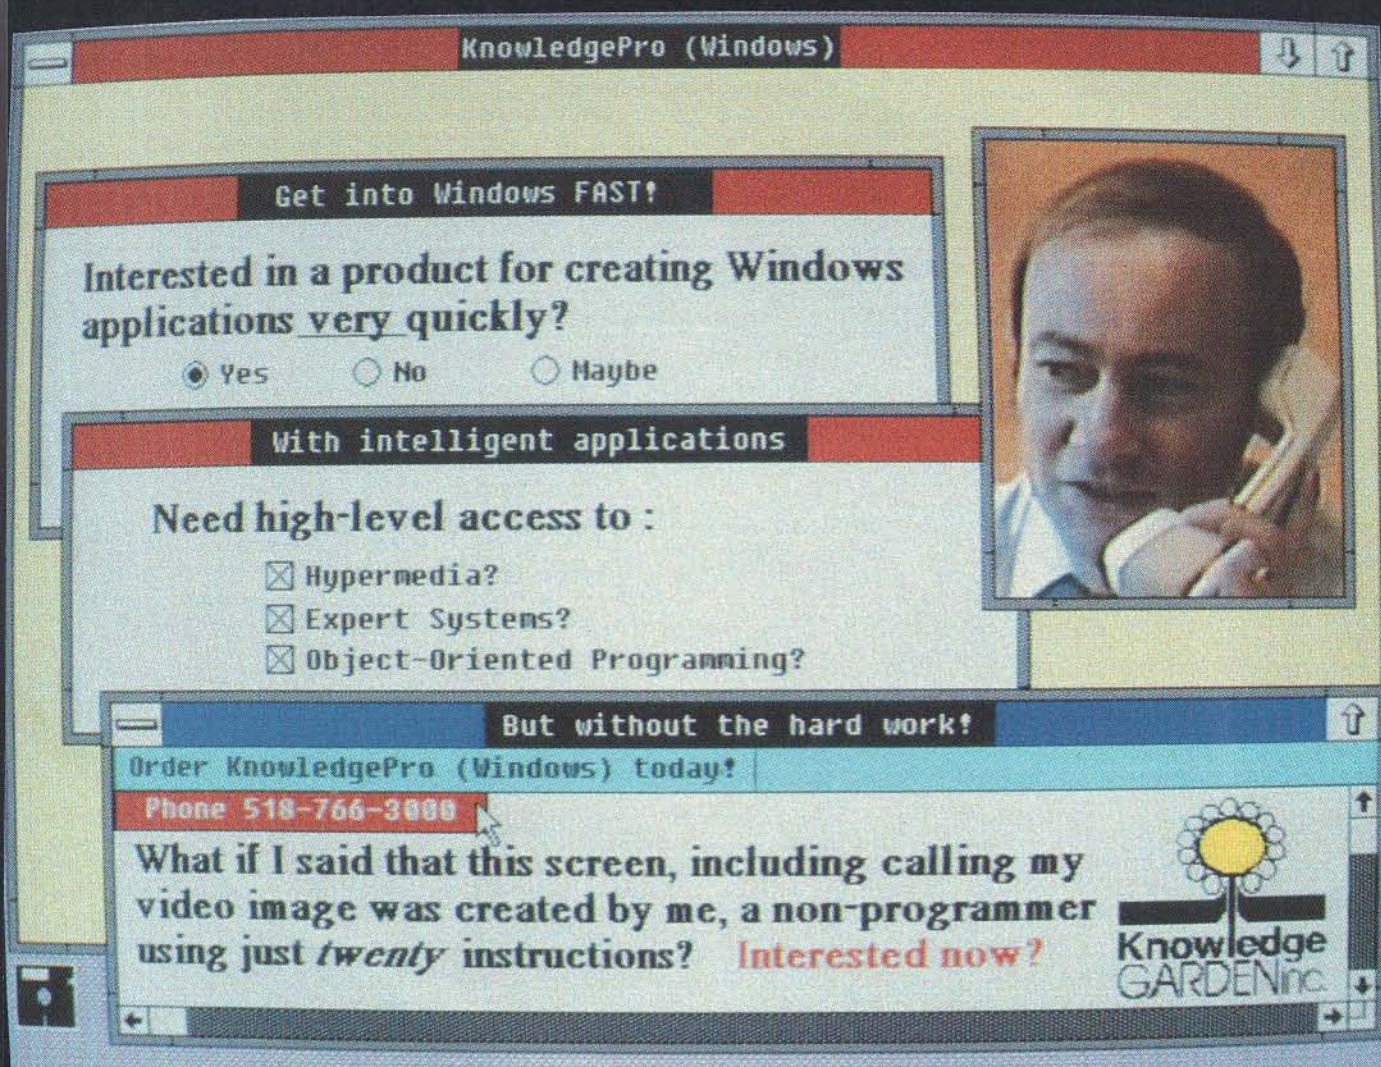 KnowledgePro (Windows)
Get into Windows FAST!
Interested in a product for creating Windows
applications very quickly?
Yes No Maybe
With intelligent applications
Need high-level access to :
Hypermedia?
Expert Systems?
Object-Oriented Programming?
But without the hard work!
Order KnowledgePro (Windows) today!
Phone 518-766-3000
What if I said that this screen, including calling my
video image was created by me, a non-programmer
using just twenty instructions? Interested now?
Knowledge
GARDEN inc.